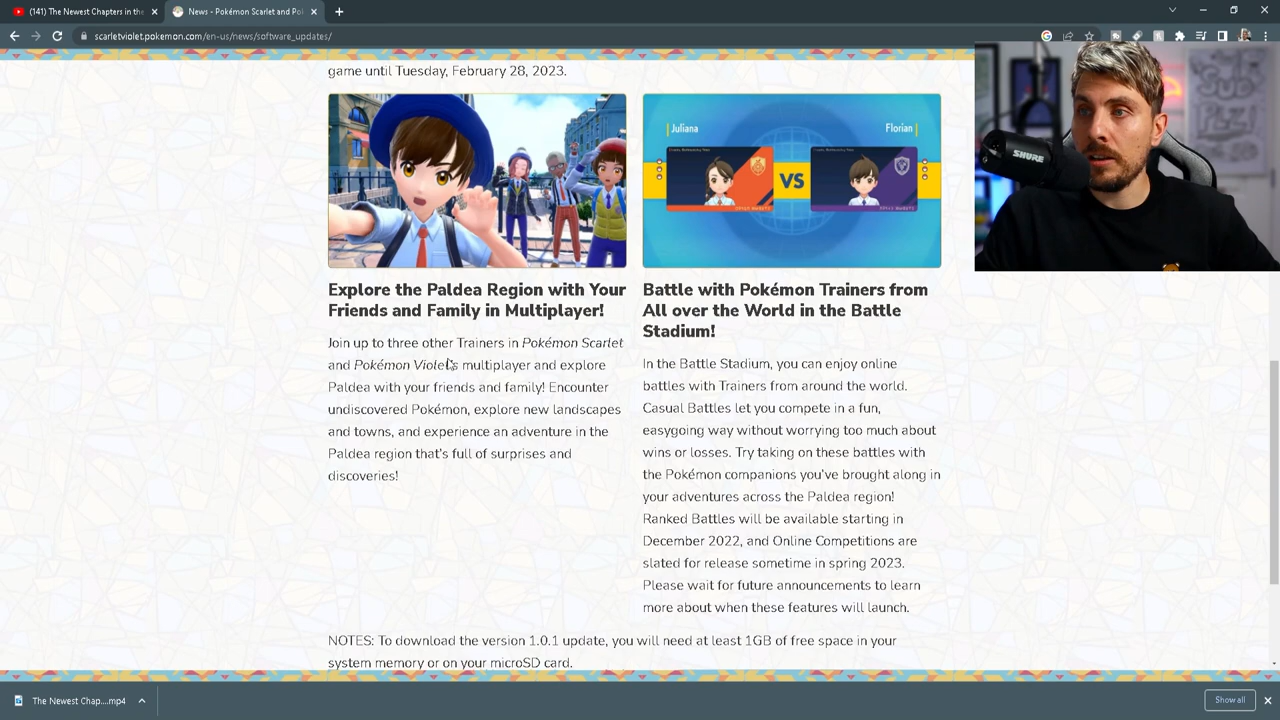 (141) The Newest Chapters in the
News - Pokémon Scarlet and Pok
scarletviolet.pokemon.com/en-us/news/software_updates/
game until Tuesday, February 28, 2023.
Juliana
Florian
VS
SHURE
Explore the Paldea Region with Your
Friends and Family in Multiplayer!
Join up to three other Trainers in Pokémon Scarlet
and Pokémon Violet's multiplayer and explore
Paldea with your friends and family! Encounter
undiscovered Pokémon, explore new landscapes
and towns, and experience an adventure in the
Paldea region that's full of surprises and
discoveries!
Battle with Pokémon Trainers from
All over the World in the Battle
Stadium!
In the Battle Stadium, you can enjoy online
battles with Trainers from around the world.
Casual Battles let you compete in a fun,
easygoing way without worrying too much about
wins or losses. Try taking on these battles with
the Pokémon companions you've brought along in
your adventures across the Paldea region!
Ranked Battles will be available starting in
December 2022, and Online Competitions are
slated for release sometime in spring 2023.
Please wait for future announcements to learn
more about when these features will launch.
NOTES: To download the version 1.0.1 update, you will need at least 1GB of free space in your
system memory or on your microSD card.
The Newest Chap....mp4
Show all